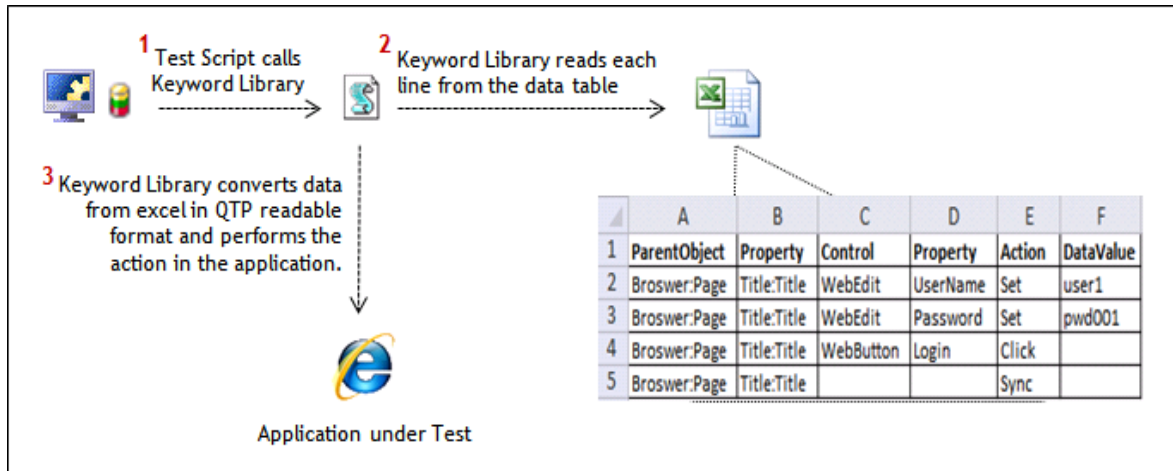 1 Test Script calls
Keyword Library
2 Keyword Library reads each
line from the data table
3 Keyword Library converts data
from excel in QTP readable
format and performs the
action in the application.
Application under Test
A B C D E F
1 ParentObject Property Control Property Action DataValue
2 Broswer:Page Title:Title WebEdit UserName Set user1
3 Broswer:Page Title:Title WebEdit Password Set pwd001
4 Broswer:Page Title:Title WebButton Login Click
5 Broswer:Page Title:Title Sync